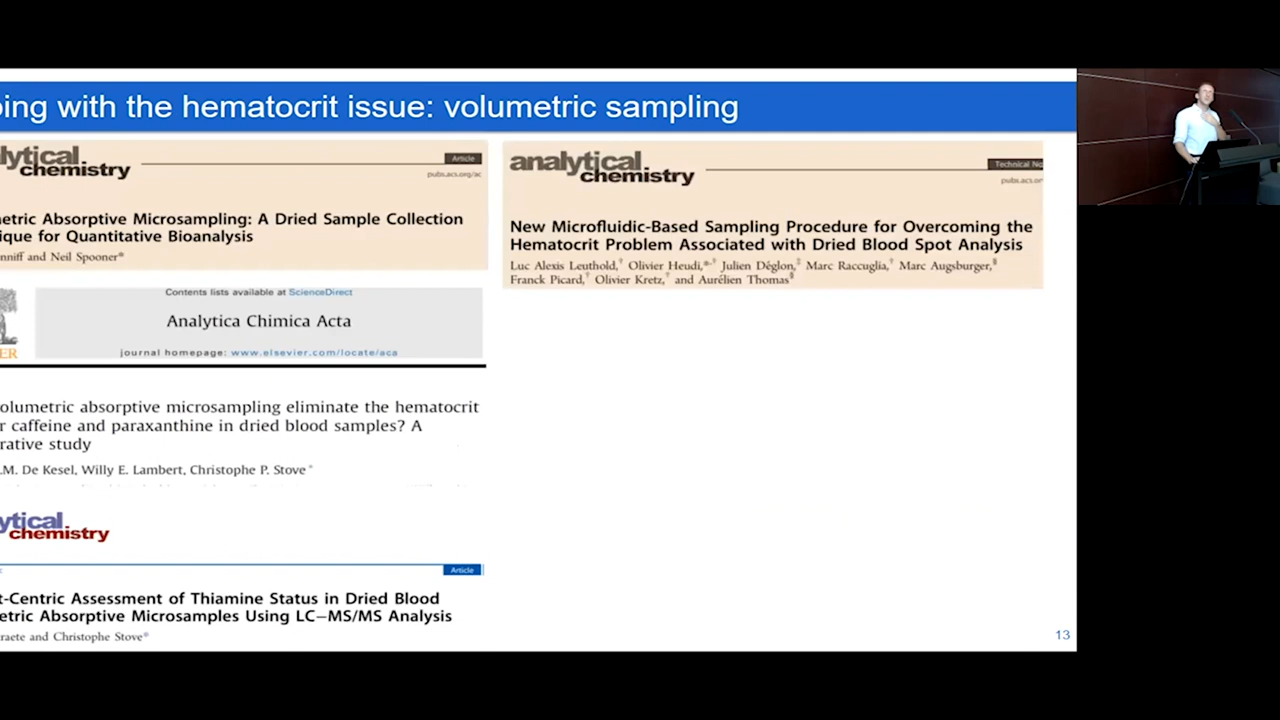 ing with the hematocrit issue: volumetric sampling
lytical
chemistry
Article
pubs.acs.org/ac
etric Absorptive Microsampling: A Dried Sample Collection
ique for Quantitative Bioanalysis
nniff and Neil Spooner*
Contents lists available at ScienceDirect
Analytica Chimica Acta
ER
journal homepage: www.elsevier.com/locate/aca
olumetric absorptive microsampling eliminate the hematocrit
r caffeine and paraxanthine in dried blood samples? A
rative study
.M. De Kesel, Willy E. Lambert, Christophe P. Stove*
ytical
chemistry
Article
t-Centric Assessment of Thiamine Status in Dried Blood
etric Absorptive Microsamples Using LC−MS/MS Analysis
raete and Christophe Stove*
analytical
chemistry
Technical No
pubs.acs.or
New Microfluidic-Based Sampling Procedure for Overcoming the
Hematocrit Problem Associated with Dried Blood Spot Analysis
Luc Alexis Leuthold,† Olivier Heudi,*,† Julien Déglon,‡ Marc Raccuglia,† Marc Augsburger,§
Franck Picard,† Olivier Kretz,† and Aurélien Thomas§
13